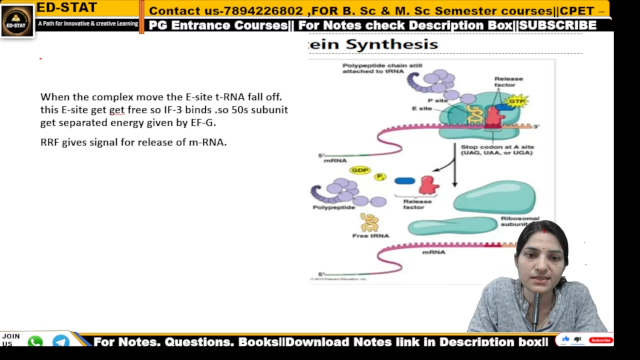 ED-STAT
A Path for Innovative & creative Learning
Contact us-7894226802 ,FOR B. Sc & M. Sc Semester courses||CPET –
PG Entrance Courses|| For Notes check Description Box||SUBSCRIBE
ein Synthesis
When the complex move the E-site t-RNA fall off.
this E-site get get free so IF-3 binds .so 50s subunit
get separated energy given by EF-G.
RRF gives signal for release of m-RNA.
Polypeptide chain still
attached to tRNA
Release
factor
P site
E site
GTP
5'
3'
mRNA
Stop codon at A site
(UAG, UAA, or UGA)
GDP
P
Polypeptide
Release
factor
Ribosomal
subunit
Free tRNA
mRNA
5'
JOIN
US
For Notes. Questions. Books||Download Notes link in Description box||
Subscribe